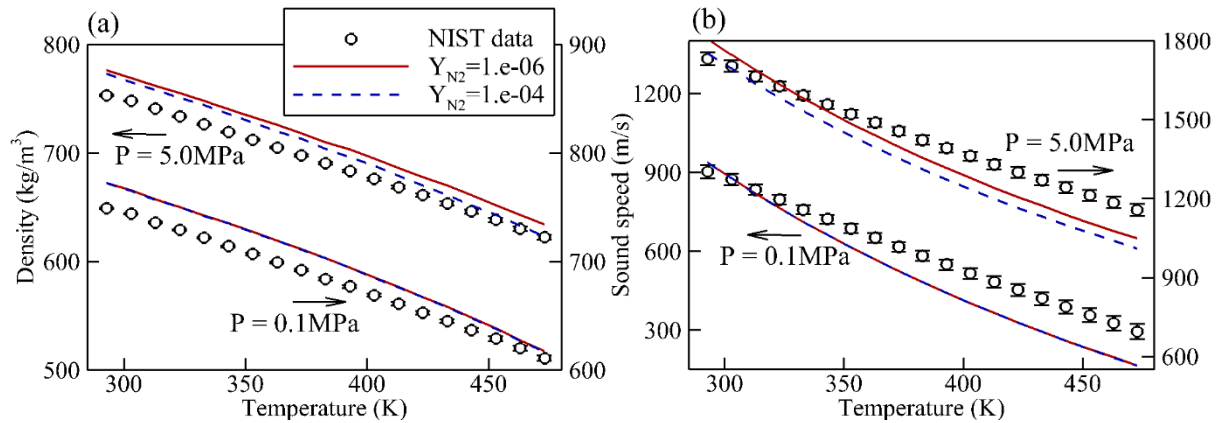 (a)
NIST data
Y_N2=1.e-06
Y_N2=1.e-04
800
700
600
500
900
800
700
600
Density (kg/m³)
P = 5.0MPa
P = 0.1MPa
300
350
400
450
Temperature (K)
(b)
1200
900
600
300
1800
1500
1200
900
600
Sound speed (m/s)
P = 5.0MPa
P = 0.1MPa
300
350
400
450
Temperature (K)